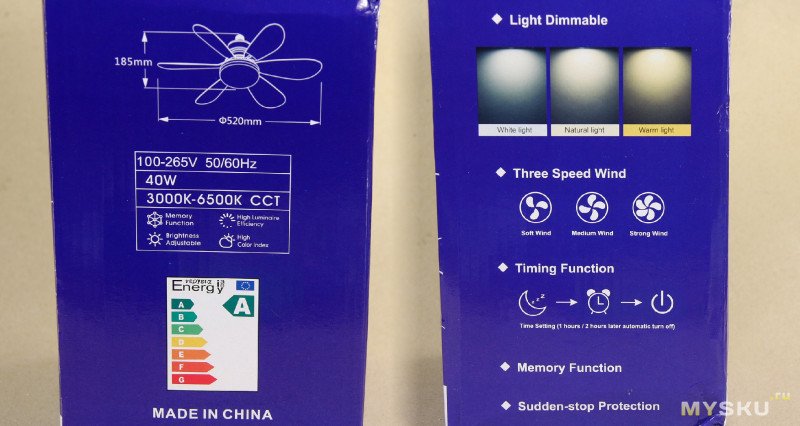 185mm
Φ520mm
100-265V 50/60Hz
40W
3000K-6500K CCT
Memory Function
High Luminaire Efficiency
Brightness Adjustable
High Color Index
Energy
A
A
B
C
D
E
F
G
MADE IN CHINA
Light Dimmable
White light
Natural light
Warm light
Three Speed Wind
Soft Wind
Medium Wind
Strong Wind
Timing Function
z z z
Time Setting (1 hours / 2 hours later automatic turn off)
Memory Function
Sudden-stop Protection
MYSKU.ru